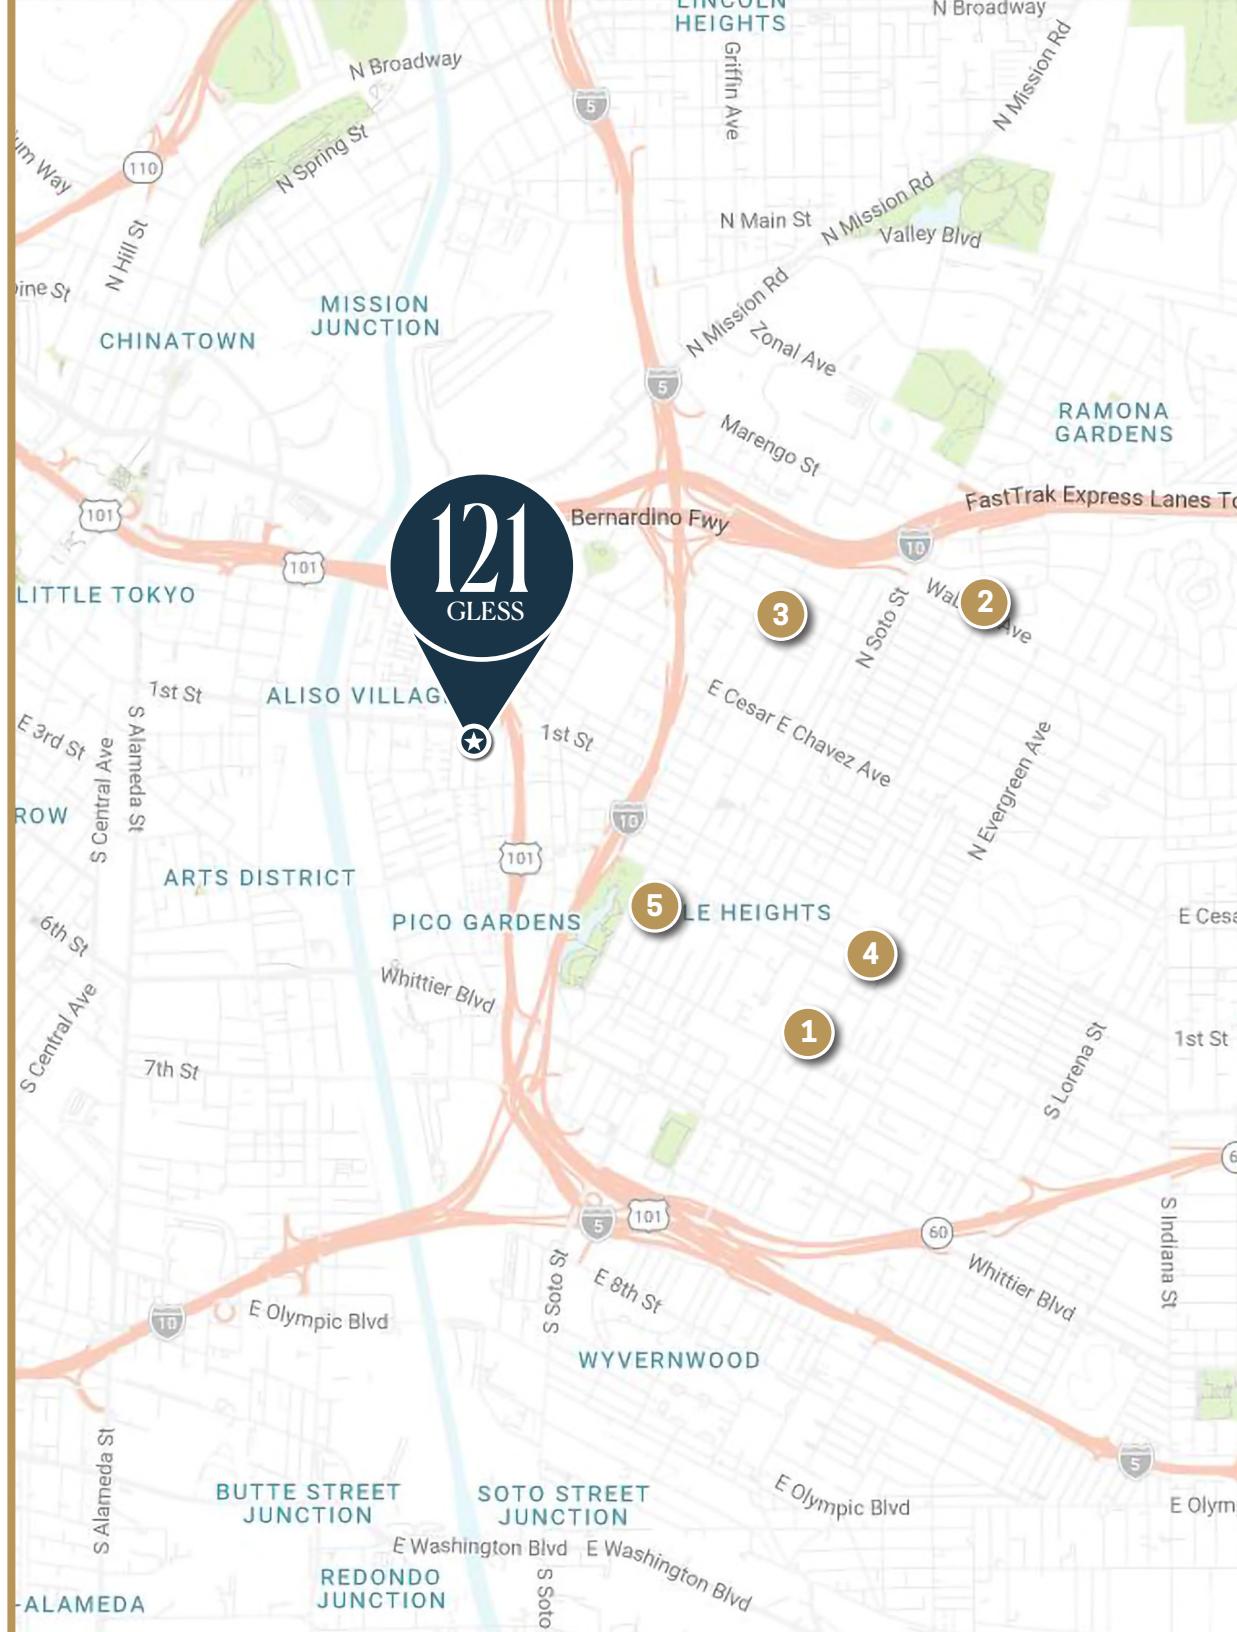 LINCOLN
HEIGHTS
N Broadway
N Broadway
Griffin Ave
N Mission Rd
5
110
N Spring St
um Way
N Mission Rd
N Main St
Valley Blvd
N Hill St
ine St
MISSION
JUNCTION
N Mission Rd
CHINATOWN
Zonal Ave
5
RAMONA
GARDENS
Marengo St
FastTrak Express Lanes To
101
121
GLESS
Bernardino Fwy
10
101
LITTLE TOKYO
3
N Soto St
2
Ave
1st St
ALISO VILLAG
E Cesar E Chavez Ave
E 3rd St
S Central Ave
S Alameda St
1st St
N Evergreen Ave
ROW
10
101
ARTS DISTRICT
5
LE HEIGHTS
PICO GARDENS
E Cesa
6th St
4
Whittier Blvd
1
S Central Ave
7th St
1st St
S Lorena St
6
S Indiana St
5
101
60
S Soto St
E 8th St
Whittier Blvd
10
E Olympic Blvd
WYVERNWOOD
S Alameda St
5
BUTTE STREET
JUNCTION
SOTO STREET
JUNCTION
E Olympic Blvd
E Olym
E Washington Blvd
E Washington Blvd
REDONDO
JUNCTION
S Soto
-ALAMEDA